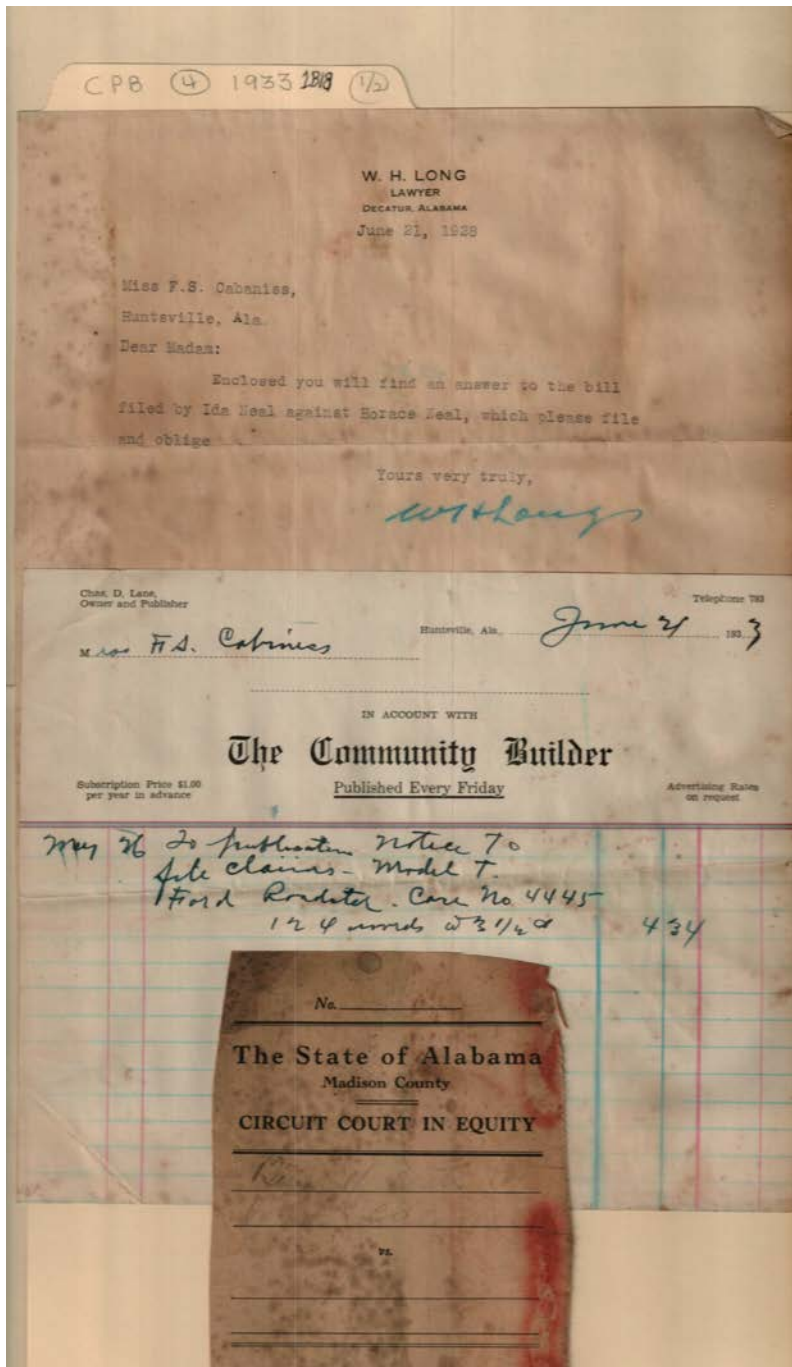 CPB 4 1933 1818 1/2
W. H. LONG
LAWYER
DECATUR, ALABAMA
June 21, 1928
Miss F.S. Cabaniss,
Huntsville, Ala.
Dear Madam:
Enclosed you will find an answer to the bill
filed by Ida Neal against Horace Neal, which please file
and oblige
Yours very truly,
W H Long
Chas. D. Lane,
Owner and Publisher
Telephone 783
Huntsville, Ala., June 21, 1933
Miss F.S. Cabiness
IN ACCOUNT WITH
The Community Builder
Subscription Price $1.00
per year in advance
Published Every Friday
Advertising Rates
on request
May 26 To publication notice To
file claims - Model T.
Ford Roadster. Case No. 4445
124 words @ 3 1/2 ¢ 4 34
No.
The State of Alabama
Madison County
CIRCUIT COURT IN EQUITY
vs.